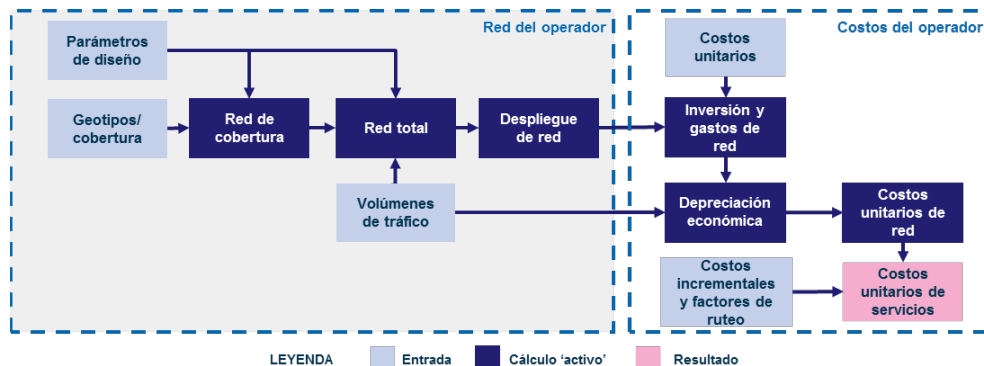 Red del operador
Parámetros
de diseño
Geotipos/
cobertura
Red de
cobertura
Red total
Despliegue
de red
Volúmenes
de tráfico
Costos del operador
Costos
unitarios
Inversión y
gastos de
red
Depreciación
económica
Costos
unitarios de
red
Costos
incrementales
y factores de
ruteo
Costos
unitarios de
servicios
LEYENDA
Entrada
Cálculo ‘activo’
Resultado